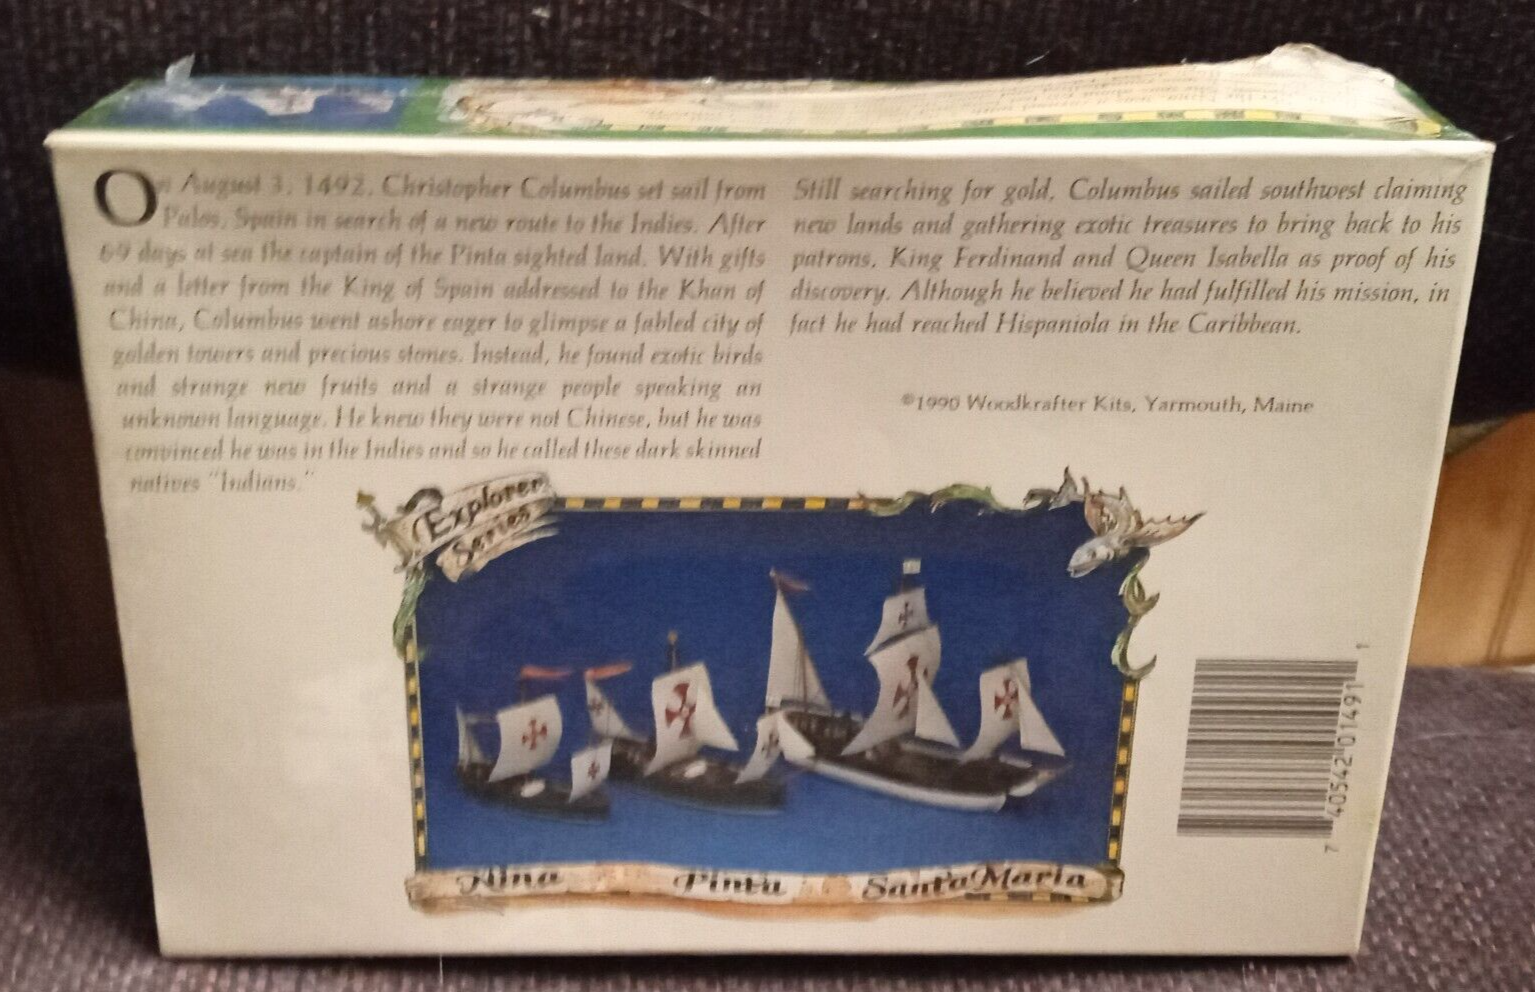 On August 3, 1492, Christopher Columbus set sail from
Palos, Spain in search of a new route to the Indies. After
69 days at sea the captain of the Pinta sighted land. With gifts
and a letter from the King of Spain addressed to the Khan of
China, Columbus went ashore eager to glimpse a fabled city of
golden towers and precious stones. Instead, he found exotic birds
and strange new fruits and a strange people speaking an
unknown language. He knew they were not Chinese, but he was
convinced he was in the Indies and so he called these dark skinned
natives "Indians."
Still searching for gold, Columbus sailed southwest claiming
new lands and gathering exotic treasures to bring back to his
patrons, King Ferdinand and Queen Isabella as proof of his
discovery. Although he believed he had fulfilled his mission, in
fact he had reached Hispaniola in the Caribbean.
©1990 Woodkrafter Kits, Yarmouth, Maine
Explorer
Series
Nina Pinta Santa Maria
7 40542 01491 1